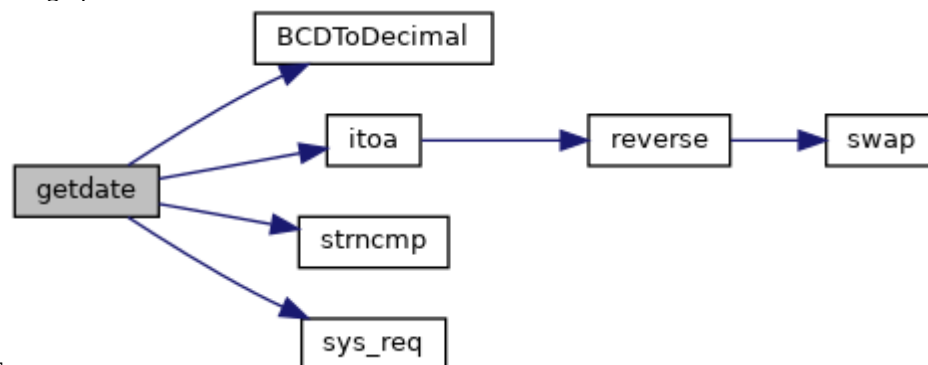 BCDToDecimal
itoa
reverse
swap
getdate
strncmp
sys_req